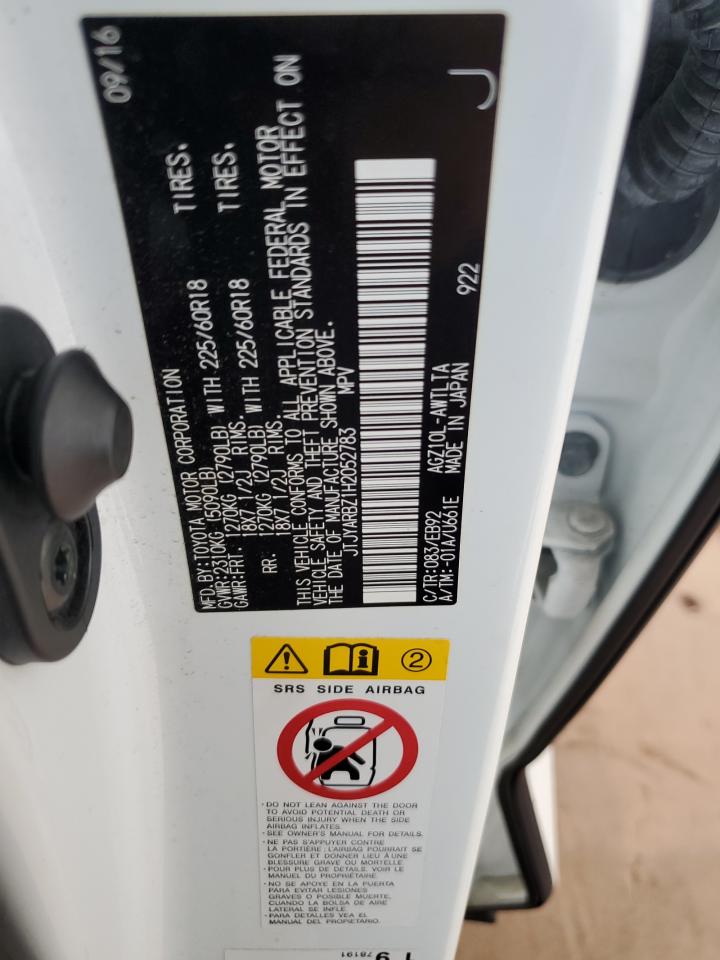 MFD.BY:TOYOTA MOTOR CORPORATION 09/16
GVWR:2310KG (5090LB)
GAWR:FRT. 1270KG (2790LB) WITH 225/60R18 TIRES.
18X7 1/2J RIMS.
RR. 1270KG (2790LB) WITH 225/60R18 TIRES.
18X7 1/2J RIMS.
THIS VEHICLE CONFORMS TO ALL APPLICABLE FEDERAL MOTOR
VEHICLE SAFETY AND THEFT PREVENTION STANDARDS IN EFFECT ON
THE DATE OF MANUFACTURE SHOWN ABOVE.
JTJYARBZ1H2052783 MPV
C/TR:083/EB92 AGZ10L-AWTLTA 922
A/TM:-01A/U661E MADE IN JAPAN J
2
SRS SIDE AIRBAG
·DO NOT LEAN AGAINST THE DOOR
TO AVOID POTENTIAL DEATH OR
SERIOUS INJURY WHEN THE SIDE
AIRBAG INFLATES.
·SEE OWNER'S MANUAL FOR DETAILS.
·NE PAS S'APPUYER CONTRE
LA PORTIÈRE ; L'AIRBAG POURRAIT SE
GONFLER ET DONNER LIEU À UNE
BLESSURE GRAVE OU MORTELLE.
·POUR PLUS DE DETAILS, LIRE LE
MANUEL DU PROPRIÉTAIRE.
·NO SE APOYE EN LA PUERTA
PARA EVITAR LESIONES
GRAVES O POSIBLE MUERTE,
CUANDO LA BOLSA DE AIRE
LATERAL SE INFLE.
·PARA DETALLES VEA EL
MANUAL DEL PROPIETARIO.
78191